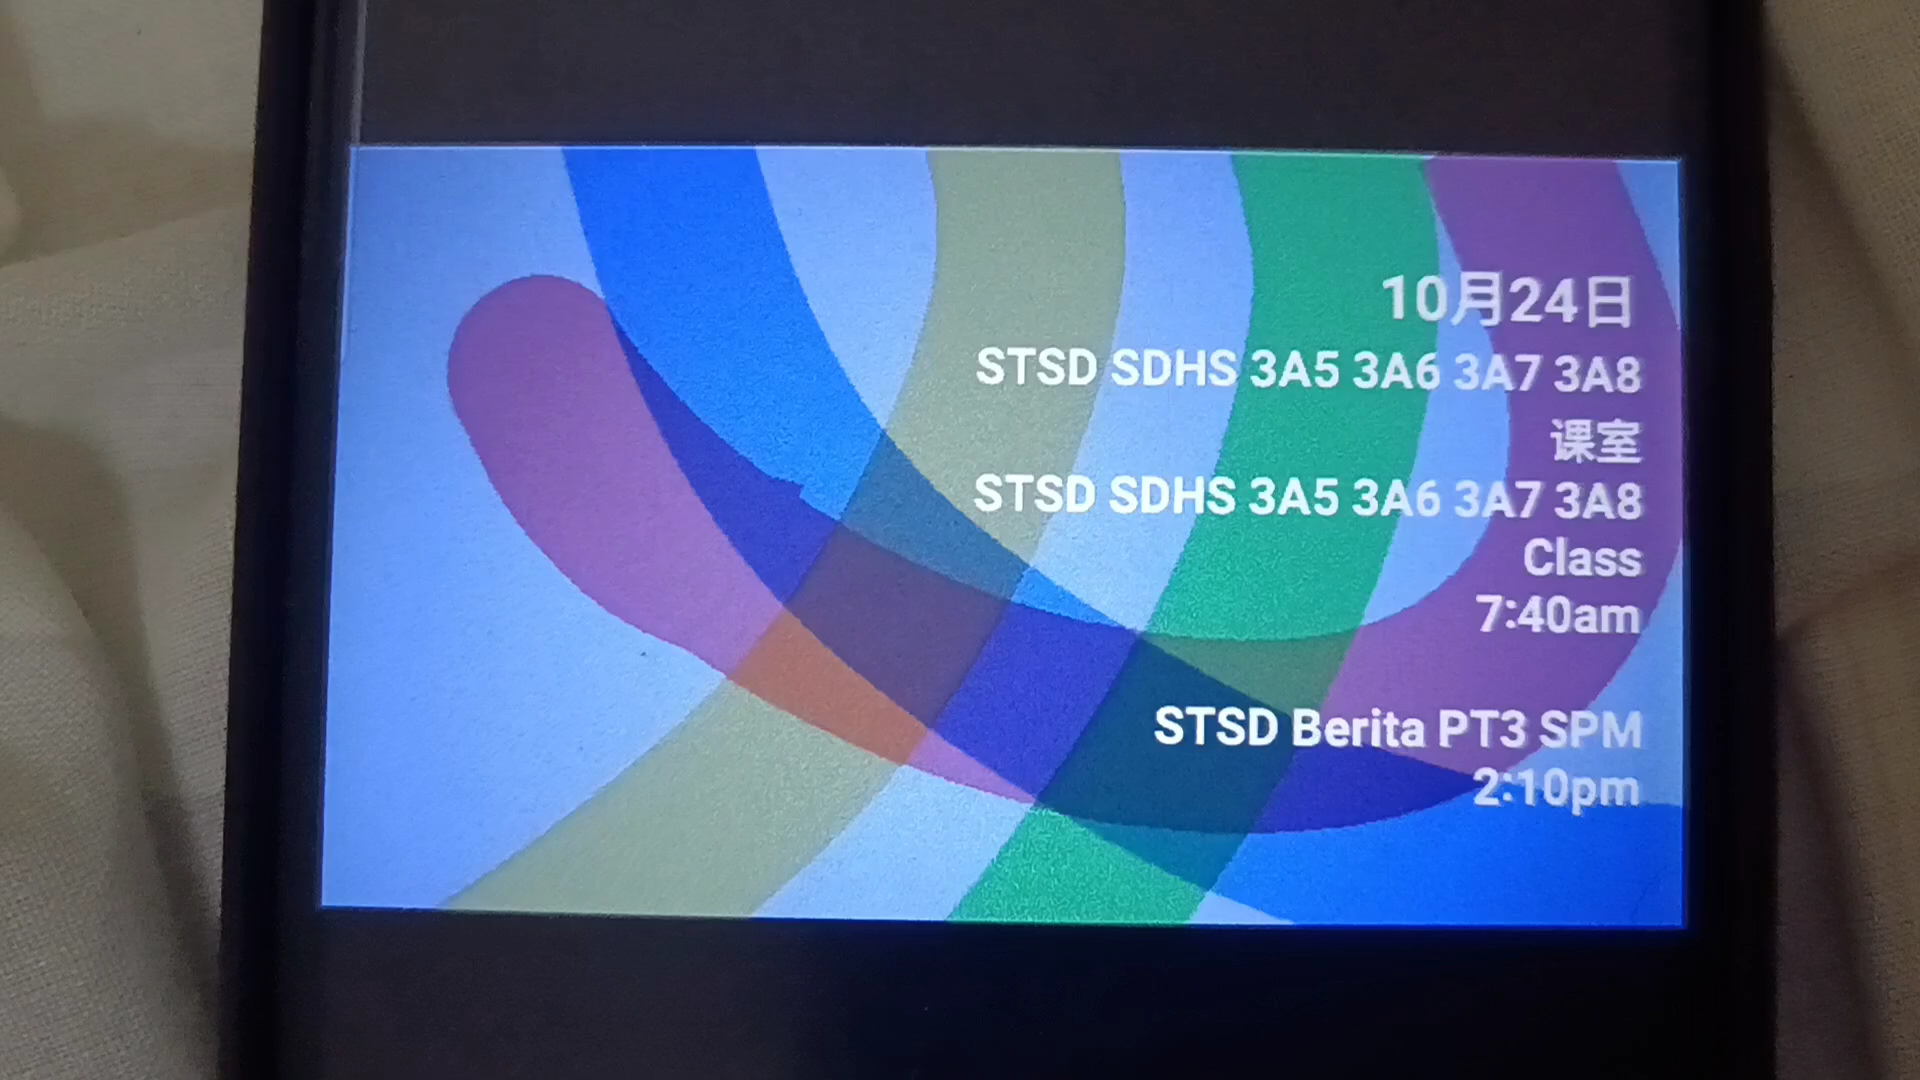 10月24日
STSD SDHS 3A5 3A6 3A7 3A8
课室
STSD SDHS 3A5 3A6 3A7 3A8
Class
7:40am
STSD Berita PT3 SPM
2:10pm